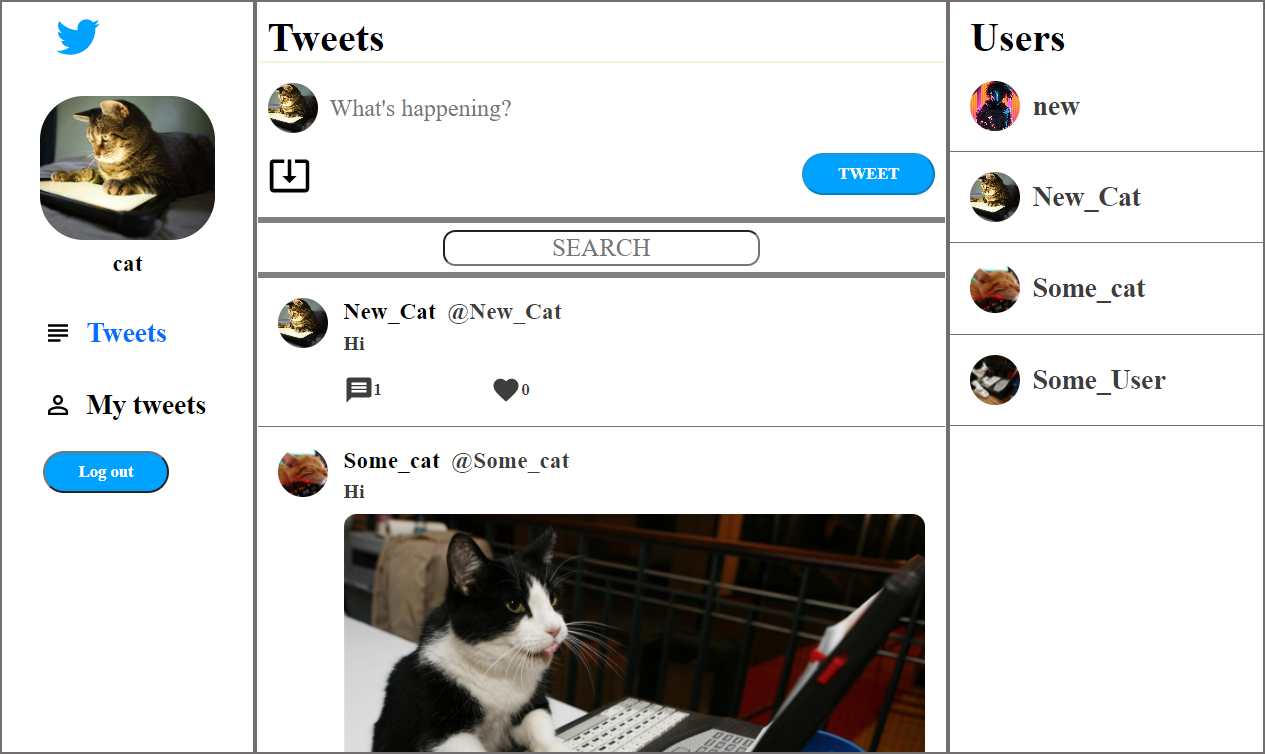 cat
Tweets
My tweets
Log out
Tweets
What's happening?
TWEET
SEARCH
New_Cat @New_Cat
Hi
1 0
Some_cat @Some_cat
Hi
Users
new
New_Cat
Some_cat
Some_User